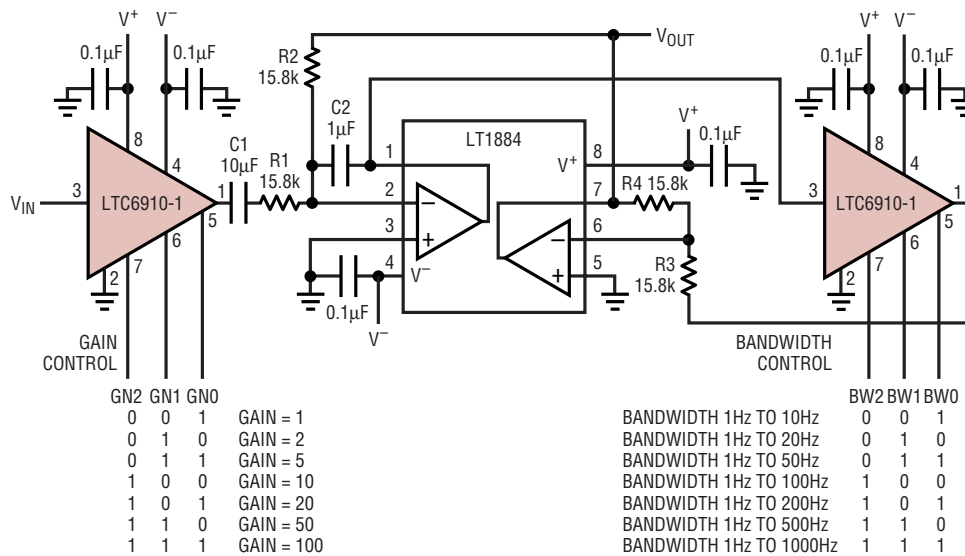 V+ V−
0.1µF 0.1µF
8
4
3
VIN
LTC6910-1
1
5
6
7
2
C1
10µF
R1
15.8k
R2
15.8k
C2
1µF
VOUT
LT1884
1
2
3
4
V−
−
+
0.1µF
V−
V+
8
7
6
5
−
+
V+
0.1µF
R4 15.8k
R3
15.8k
V+ V−
0.1µF 0.1µF
8
4
3
LTC6910-1
1
5
6
7
2
GAIN
CONTROL
BANDWIDTH
CONTROL
GN2 GN1 GN0
0 0 1 GAIN = 1
0 1 0 GAIN = 2
0 1 1 GAIN = 5
1 0 0 GAIN = 10
1 0 1 GAIN = 20
1 1 0 GAIN = 50
1 1 1 GAIN = 100
BW2 BW1 BW0
BANDWIDTH 1Hz TO 10Hz 0 0 1
BANDWIDTH 1Hz TO 20Hz 0 1 0
BANDWIDTH 1Hz TO 50Hz 0 1 1
BANDWIDTH 1Hz TO 100Hz 1 0 0
BANDWIDTH 1Hz TO 200Hz 1 0 1
BANDWIDTH 1Hz TO 500Hz 1 1 0
BANDWIDTH 1Hz TO 1000Hz 1 1 1